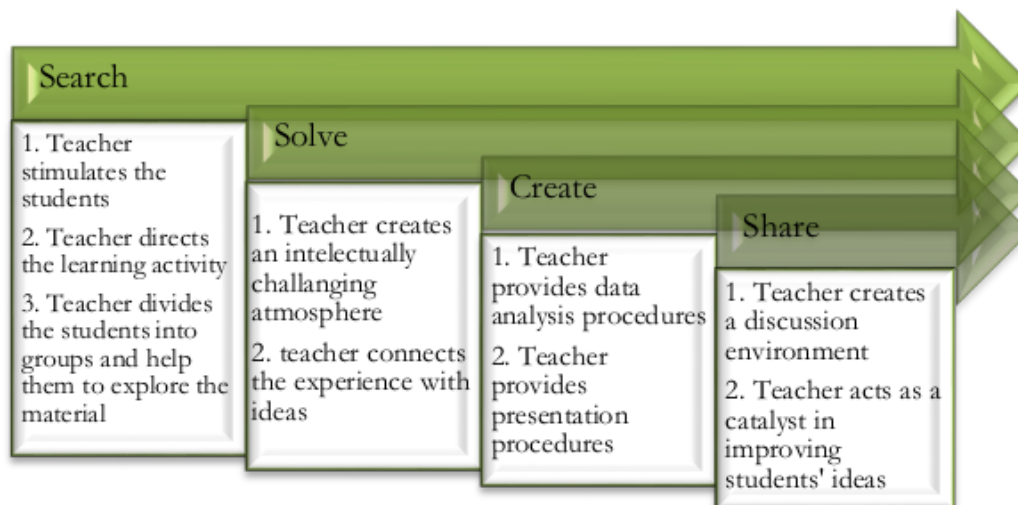 Search
1. Teacher
stimulates the
students
2. Teacher directs
the learning activity
3. Teacher divides
the students into
groups and help
them to explore the
material
Solve
1. Teacher creates
an intelectually
challanging
atmosphere
2. teacher connects
the experience with
ideas
Create
1. Teacher
provides data
analysis procedures
2. Teacher
provides
presentation
procedures
Share
1. Teacher creates
a discussion
environment
2. Teacher acts as a
catalyst in
improving
students' ideas